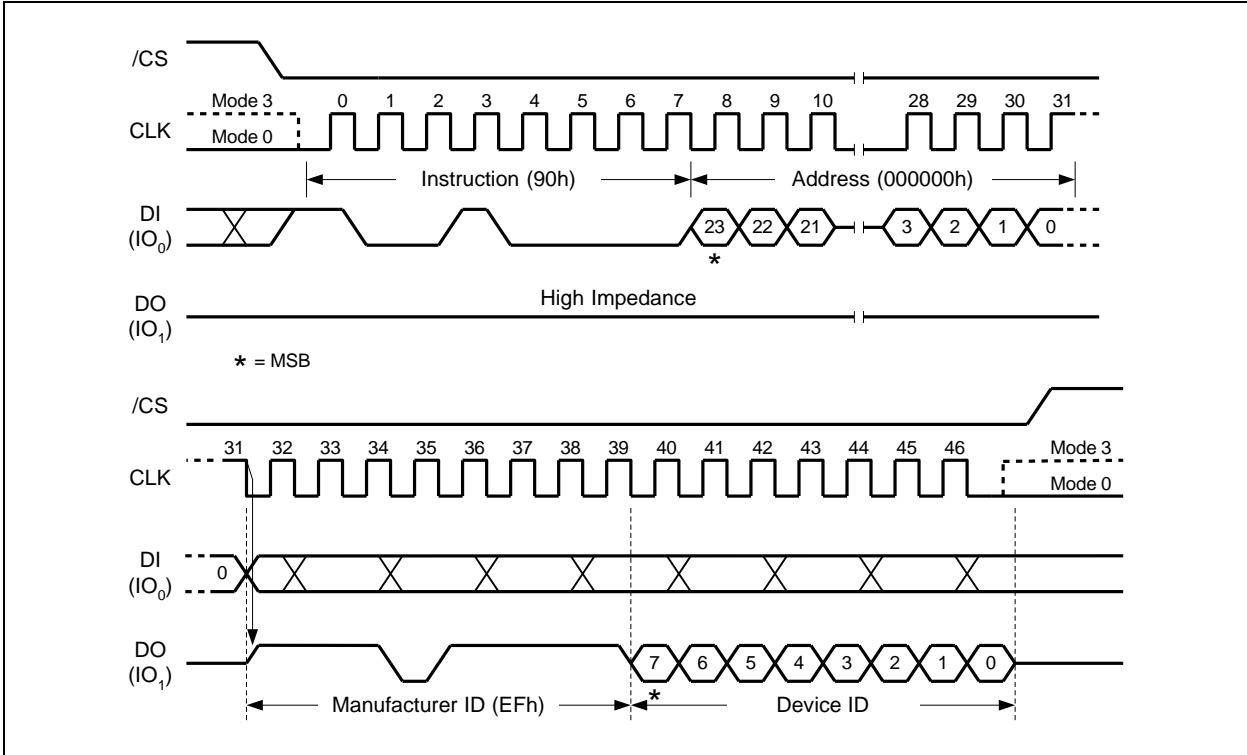 /CS
Mode 3 0 1 2 3 4 5 6 7 8 9 10 28 29 30 31
CLK
Mode 0
Instruction (90h) Address (000000h)
DI
(IO0)
23 22 21 3 2 1 0
*
High Impedance
DO
(IO1)
* = MSB
/CS
31 32 33 34 35 36 37 38 39 40 41 42 43 44 45 46 Mode 3
CLK
Mode 0
DI
(IO0)
0
DO
(IO1)
7 6 5 4 3 2 1 0
*
Manufacturer ID (EFh) Device ID